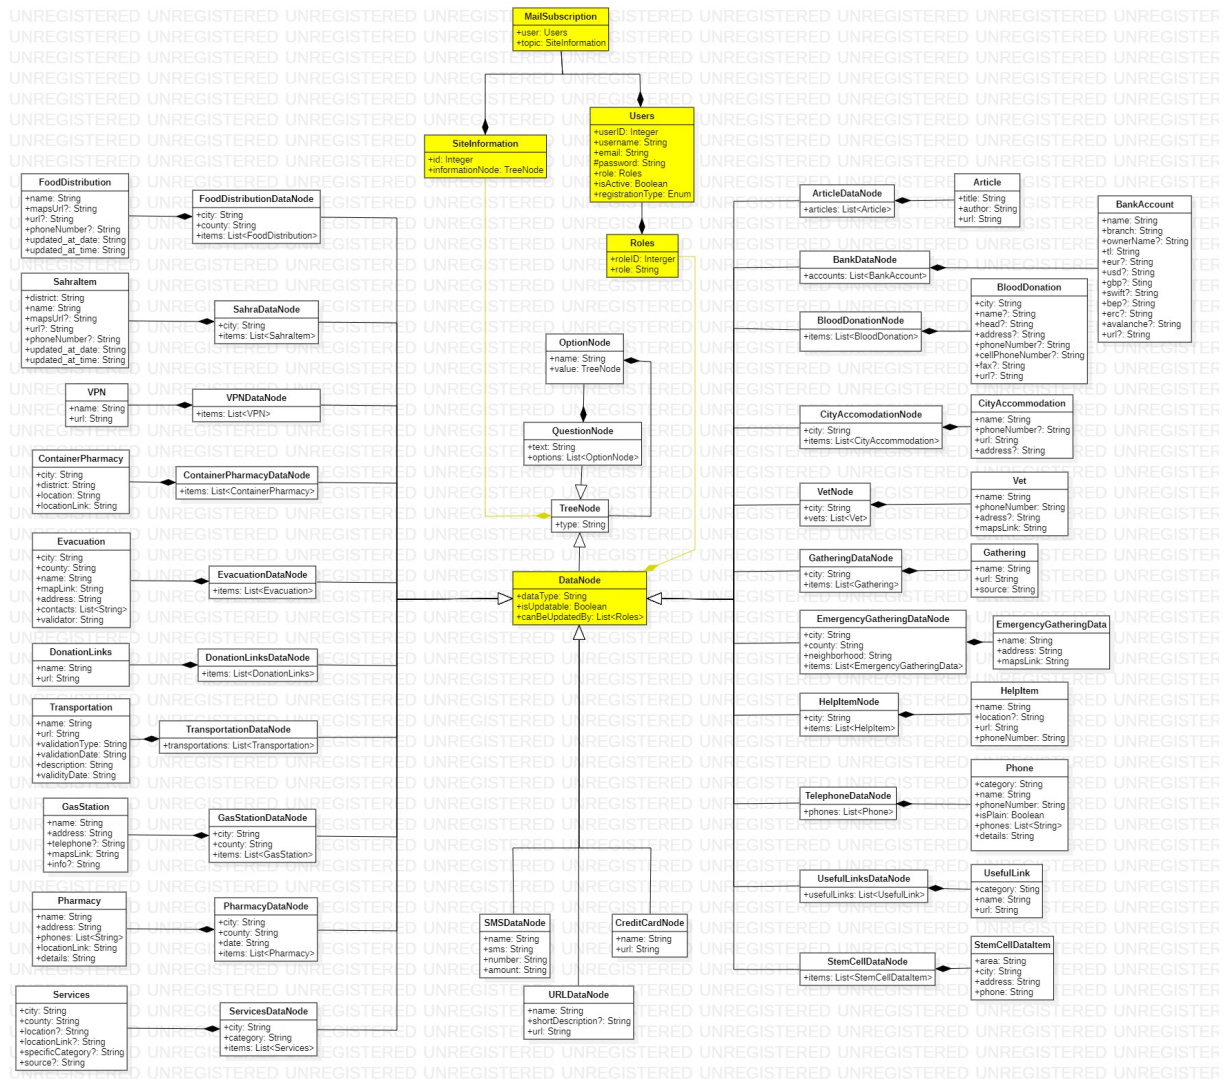 MailSubscription
+user: Users
+topic: SiteInformation
Users
+userID: Integer
+username: String
+email: String
#password: String
+role: Roles
+isActive: Boolean
+registrationType: Enum
SiteInformation
+id: Integer
+informationNode: TreeNode
Roles
+roleID: Interger
+role: String
OptionNode
+name: String
+value: TreeNode
QuestionNode
+text: String
+options: List<OptionNode>
TreeNode
+type: String
DataNode
+dataType: String
+isUpdatable: Boolean
+canBeUpdatedBy: List<Roles>
SMSDataNode
+name: String
+sms: String
+number: String
+amount: String
CreditCardNode
+name: String
+url: String
URLDataNode
+name: String
+shortDescription?: String
+url: String
FoodDistribution
+name: String
+mapsUrl?: String
+url?: String
+phoneNumber?: String
+updated_at_date: String
+updated_at_time: String
FoodDistributionDataNode
+city: String
+county: String
+items: List<FoodDistribution>
SahraItem
+district: String
+name: String
+mapsUrl?: String
+url?: String
+phoneNumber?: String
+updated_at_date: String
+updated_at_time: String
SahraDataNode
+city: String
+items: List<SahraItem>
VPN
+name: String
+url: String
VPNDataNode
+items: List<VPN>
ContainerPharmacy
+city: String
+district: String
+location: String
+locationLink: String
ContainerPharmacyDataNode
+items: List<ContainerPharmacy>
Evacuation
+city: String
+county: String
+name: String
+mapLink: String
+address: String
+contacts: List<String>
+validator: String
EvacuationDataNode
+items: List<Evacuation>
DonationLinks
+name: String
+url: String
DonationLinksDataNode
+items: List<DonationLinks>
Transportation
+name: String
+url: String
+validationType: String
+validationDate: String
+description: String
+validityDate: String
TransportationDataNode
+transportations: List<Transportation>
GasStation
+name: String
+address: String
+telephone?: String
+mapsLink: String
+info?: String
GasStationDataNode
+city: String
+county: String
+items: List<GasStation>
Pharmacy
+name: String
+address: String
+phones: List<String>
+locationLink: String
+details: String
PharmacyDataNode
+city: String
+county: String
+date: String
+items: List<Pharmacy>
Services
+city: String
+county: String
+location?: String
+locationLink?: String
+specificCategory?: String
+source?: String
ServicesDataNode
+city: String
+category: String
+items: List<Services>
ArticleDataNode
+articles: List<Article>
Article
+title: String
+author: String
+url: String
BankDataNode
+accounts: List<BankAccount>
BankAccount
+name: String
+branch: String
+ownerName?: String
+tl: String
+eur?: String
+usd?: String
+gbp?: String
+swift?: String
+bep?: String
+erc?: String
+avalanche?: String
+url?: String
BloodDonationNode
+items: List<BloodDonation>
BloodDonation
+city: String
+name?: String
+head?: String
+address?: String
+phoneNumber?: String
+cellPhoneNumber?: String
+fax?: String
+url?: String
CityAccomodationNode
+city: String
+items: List<CityAccommodation>
CityAccommodation
+name: String
+phoneNumber?: String
+url: String
+address?: String
VetNode
+city: String
+vets: List<Vet>
Vet
+name: String
+phoneNumber: String
+adress?: String
+mapsLink: String
GatheringDataNode
+city: String
+items: List<Gathering>
Gathering
+name: String
+url: String
+source: String
EmergencyGatheringDataNode
+city: String
+county: String
+neighborhood: String
+items: List<EmergencyGatheringData>
EmergencyGatheringData
+name: String
+address: String
+mapsLink: String
HelpItemNode
+city: String
+items: List<HelpItem>
HelpItem
+name: String
+location?: String
+url: String
+phoneNumber: String
TelephoneDataNode
+phones: List<Phone>
Phone
+category: String
+name: String
+phoneNumber: String
+isPlain: Boolean
+phones: List<String>
+details: String
UsefulLinksDataNode
+usefulLinks: List<UsefulLink>
UsefulLink
+category: Sting
+name: String
+url: String
StemCellDataNode
+items: List<StemCellDataItem>
StemCellDataItem
+area: String
+city: String
+address: String
+phone: String